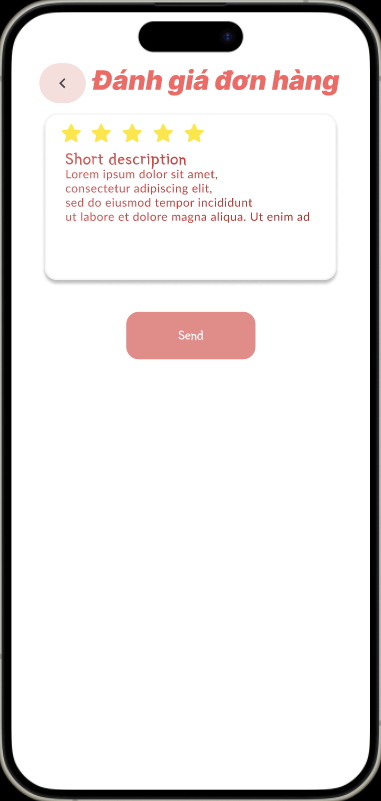 Đánh giá đơn hàng
Short description
Lorem ipsum dolor sit amet,
consectetur adipiscing elit,
sed do eiusmod tempor incididunt
ut labore et dolore magna aliqua. Ut enim ad
Send